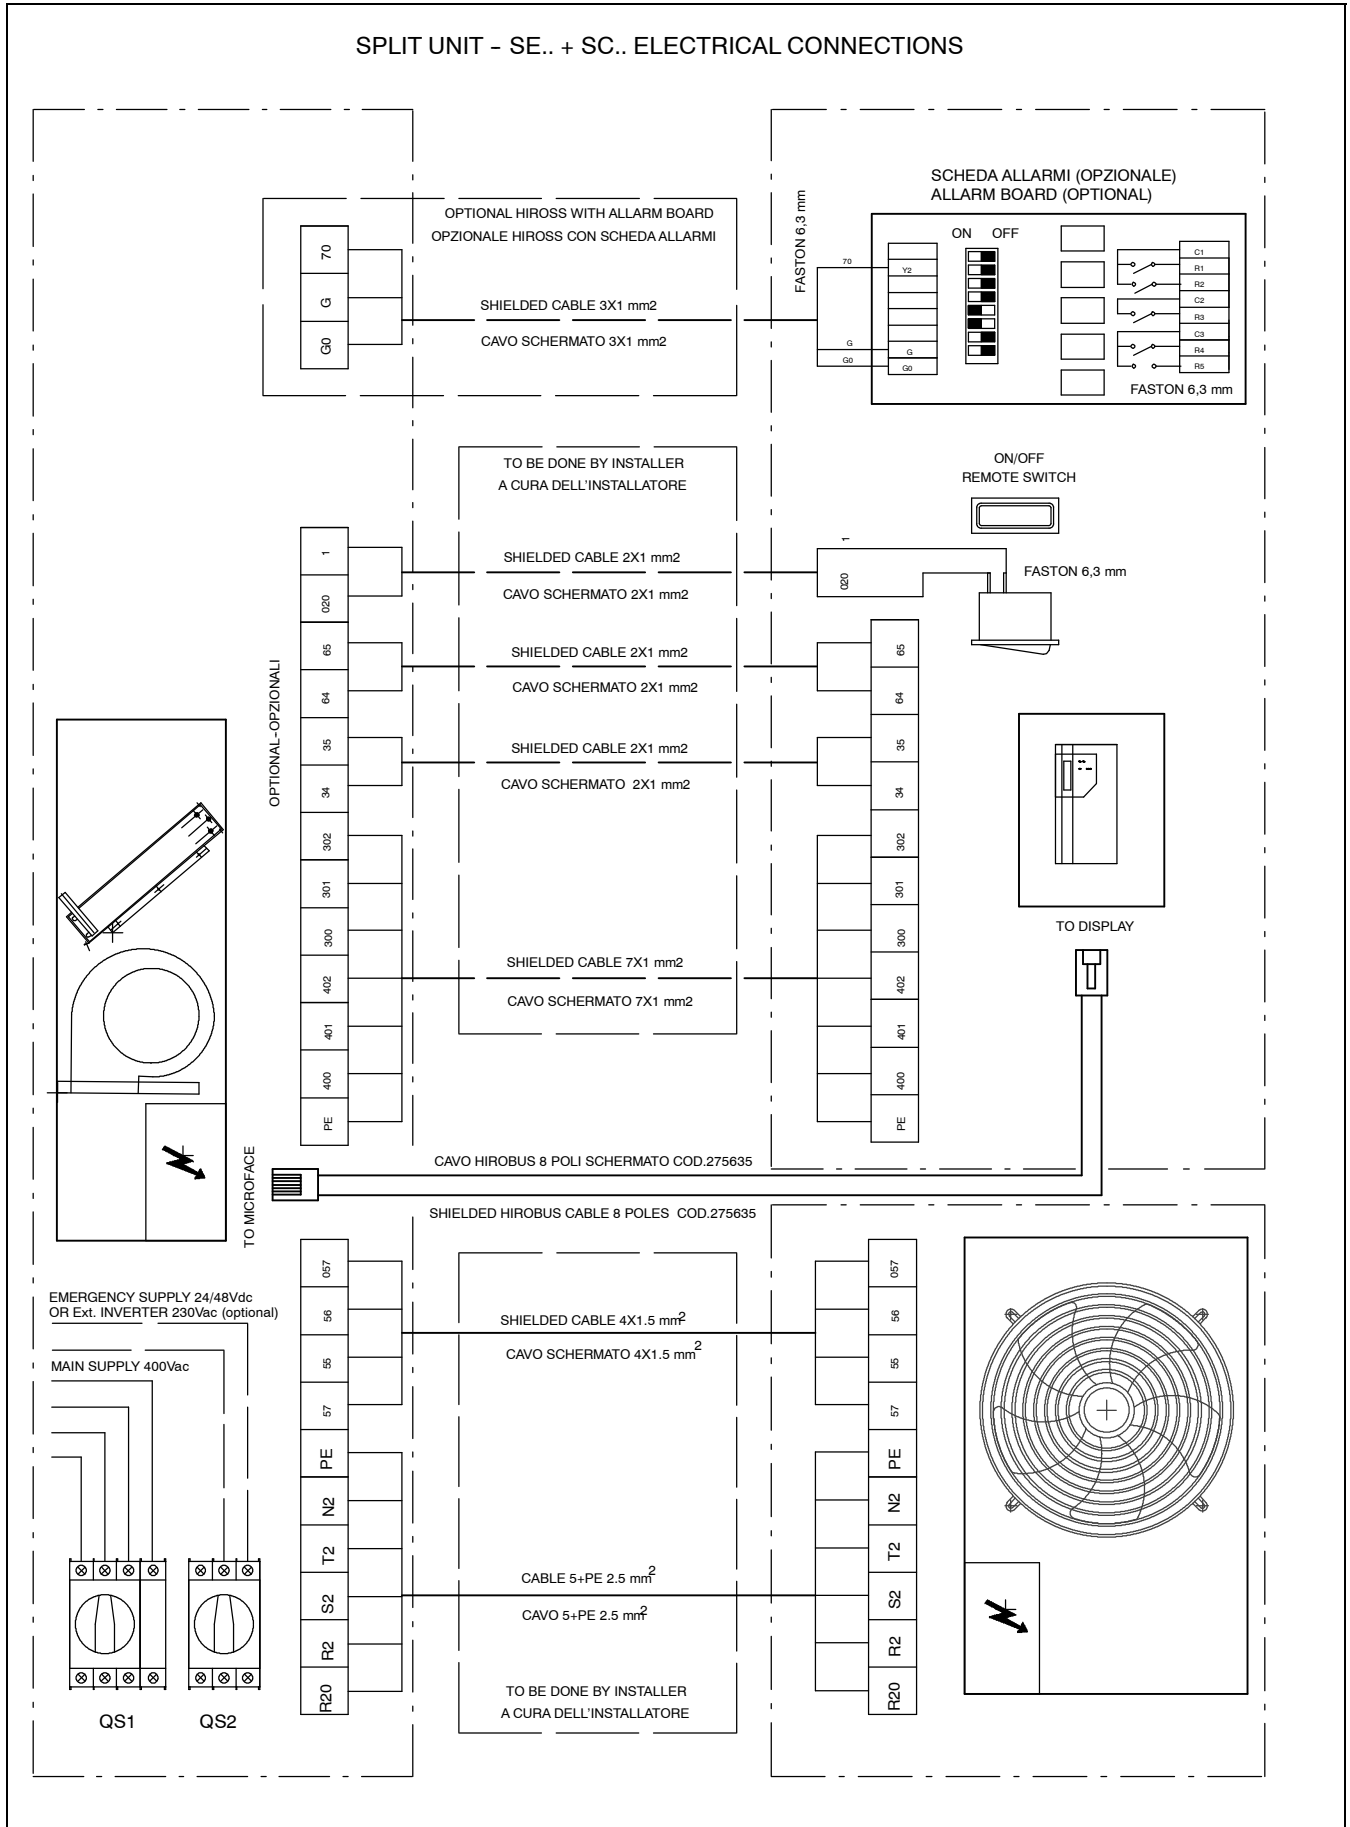 SPLIT UNIT - SE.. + SC.. ELECTRICAL CONNECTIONS
OPTIONAL HIROSS WITH ALLARM BOARD
OPZIONALE HIROSS CON SCHEDA ALLARMI
70
G
G0
SHIELDED CABLE 3X1 mm2
CAVO SCHERMATO 3X1 mm2
FASTON 6,3 mm
SCHEDA ALLARMI (OPZIONALE)
ALLARM BOARD (OPTIONAL)
ON OFF
70
Y2
G
G
G0
G0
C1
R1
R2
C2
R3
C3
R4
R5
FASTON 6,3 mm
TO BE DONE BY INSTALLER
A CURA DELL'INSTALLATORE
ON/OFF
REMOTE SWITCH
OPTIONAL-OPZIONALI
1
020
65
64
35
34
302
301
300
402
401
400
PE
SHIELDED CABLE 2X1 mm2
CAVO SCHERMATO 2X1 mm2
SHIELDED CABLE 2X1 mm2
CAVO SCHERMATO 2X1 mm2
SHIELDED CABLE 2X1 mm2
CAVO SCHERMATO 2X1 mm2
SHIELDED CABLE 7X1 mm2
CAVO SCHERMATO 7X1 mm2
1
020
FASTON 6,3 mm
65
64
35
34
302
301
300
402
401
400
PE
TO DISPLAY
TO MICROFACE
CAVO HIROBUS 8 POLI SCHERMATO COD.275635
SHIELDED HIROBUS CABLE 8 POLES COD.275635
EMERGENCY SUPPLY 24/48Vdc
OR Ext. INVERTER 230Vac (optional)
MAIN SUPPLY 400Vac
QS1
QS2
057
56
55
57
PE
N2
T2
S2
R2
R20
SHIELDED CABLE 4X1.5 mm2
CAVO SCHERMATO 4X1.5 mm2
CABLE 5+PE 2.5 mm2
CAVO 5+PE 2.5 mm2
TO BE DONE BY INSTALLER
A CURA DELL'INSTALLATORE
057
56
55
57
PE
N2
T2
S2
R2
R20